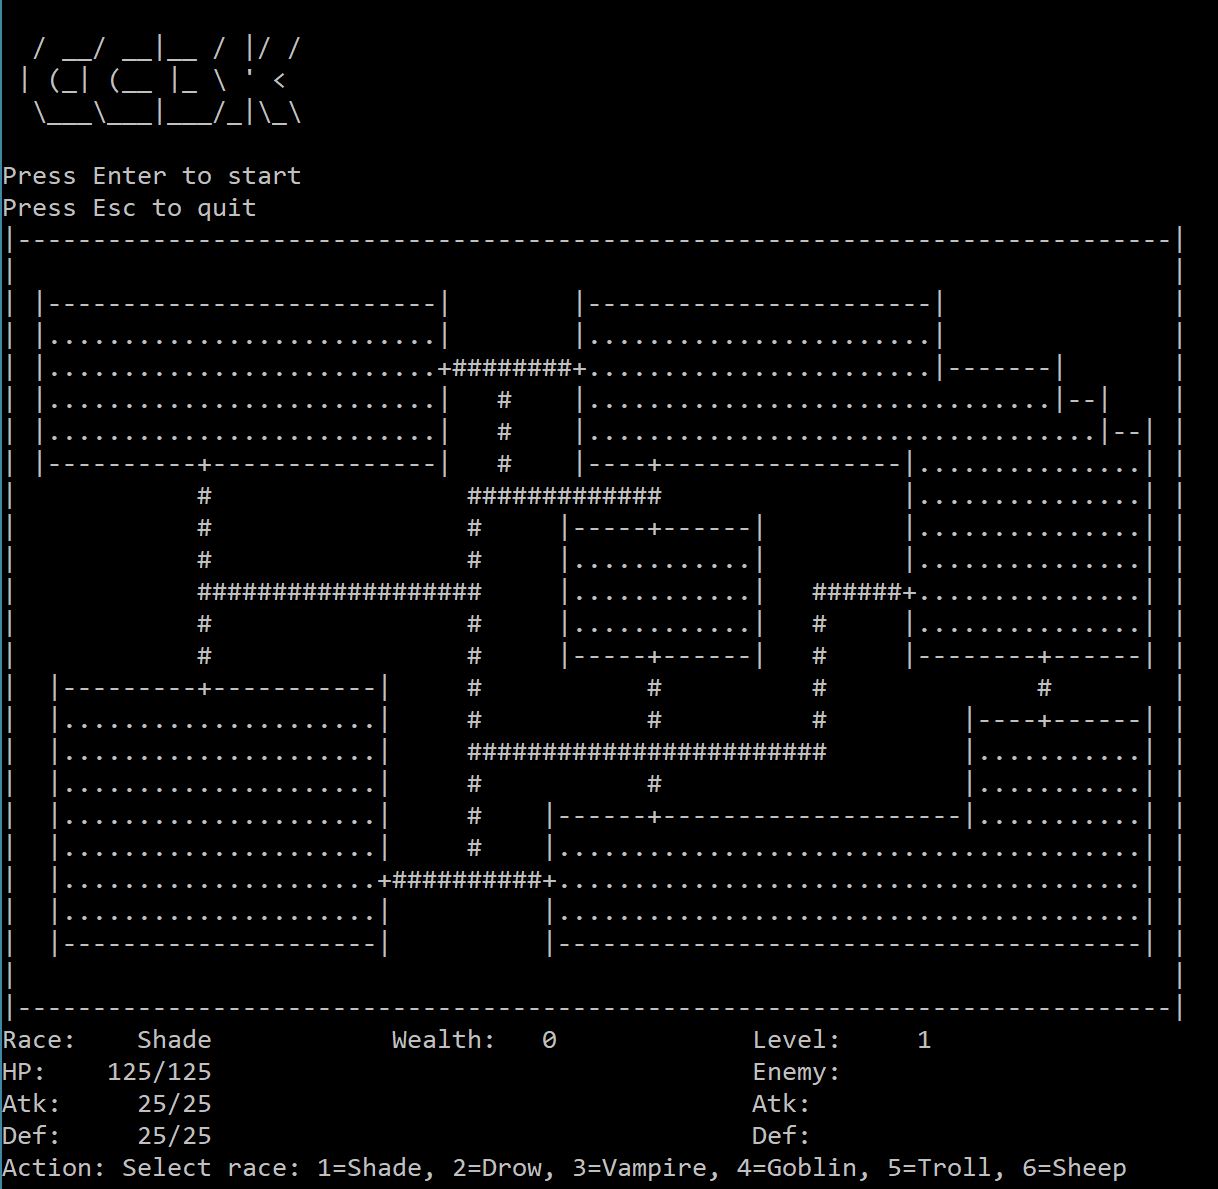 / __/ __|__ / |/ /
 | (_| (__ |_ \ ' <
  \___\___|___/_|\_\

Press Enter to start
Press Esc to quit
|-----------------------------------------------------------------------------|
|                                                                             |
| |--------------------------|        |-----------------------|               |
| |..........................|        |.......................|               |
| |..........................+########+.......................|-------|       |
| |..........................|   #    |...............................|--|    |
| |..........................|   #    |..................................|--| |
| |----------+---------------|   #    |----+----------------|...............| |
|            #                 #############                |...............| |
|            #                 #     |-----+------|         |...............| |
|            #                 #     |............|         |...............| |
|            ###################     |............|   ######+...............| |
|            #                 #     |............|   #     |...............| |
|            #                 #     |-----+------|   #     |--------+------| |
|  |---------+-----------|     #           #          #              #        |
|  |.....................|     #           #          #         |----+------| |
|  |.....................|     ########################         |...........| |
|  |.....................|     #           #                    |...........| |
|  |.....................|     #    |------+--------------------|...........| |
|  |.....................|     #    |.......................................| |
|  |.....................+##########+.......................................| |
|  |.....................|          |.......................................| |
|  |---------------------|          |---------------------------------------| |
|                                                                             |
|-----------------------------------------------------------------------------|
Race:    Shade            Wealth:   0             Level:     1
HP:    125/125                                    Enemy:
Atk:     25/25                                    Atk:
Def:     25/25                                    Def:
Action: Select race: 1=Shade, 2=Drow, 3=Vampire, 4=Goblin, 5=Troll, 6=Sheep